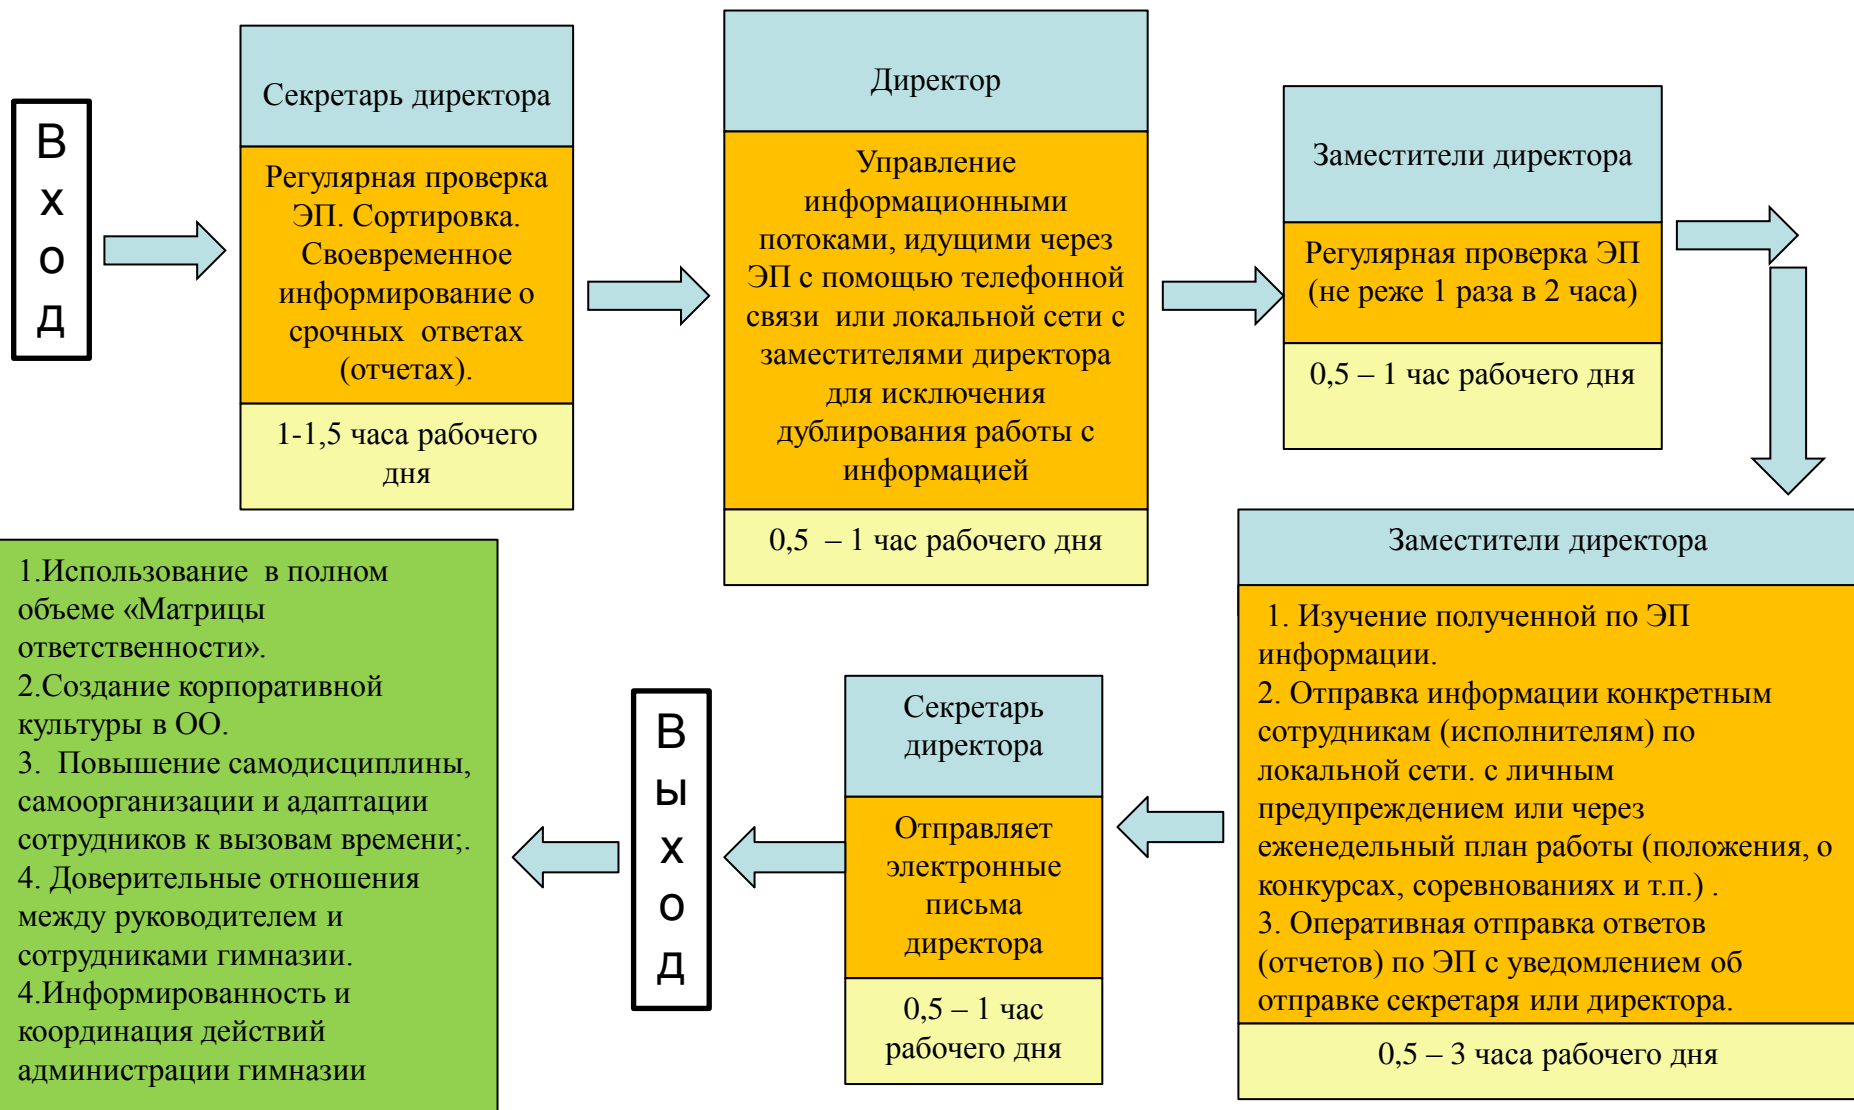 Вход
Секретарь директора
Регулярная проверка
ЭП. Сортировка.
Своевременное
информирование о
срочных  ответах
(отчетах).
1-1,5 часа рабочего
дня
Директор
Управление
информационными
потоками, идущими через
ЭП с помощью телефонной
связи  или локальной сети с
заместителями директора
для исключения
дублирования работы с
информацией
0,5  – 1 час рабочего дня
Заместители директора
Регулярная проверка ЭП
(не реже 1 раза в 2 часа)
0,5 – 1 час рабочего дня
Заместители директора
1. Изучение полученной по ЭП
информации.
2. Отправка информации конкретным
сотрудникам (исполнителям) по
локальной сети. с личным
предупреждением или через
еженедельный план работы (положения, о
конкурсах, соревнованиях и т.п.) .
3. Оперативная отправка ответов
(отчетов) по ЭП с уведомлением об
отправке секретаря или директора.
0,5 – 3 часа рабочего дня
Секретарь
директора
Отправляет
электронные
письма
директора
0,5 – 1 час
рабочего дня
Выход
1.Использование  в полном
объеме «Матрицы
ответственности».
2.Создание корпоративной
культуры в ОО.
3.  Повышение самодисциплины,
самоорганизации и адаптации
сотрудников к вызовам времени;.
4. Доверительные отношения
между руководителем и
сотрудниками гимназии.
4.Информированность и
координация действий
администрации гимназии